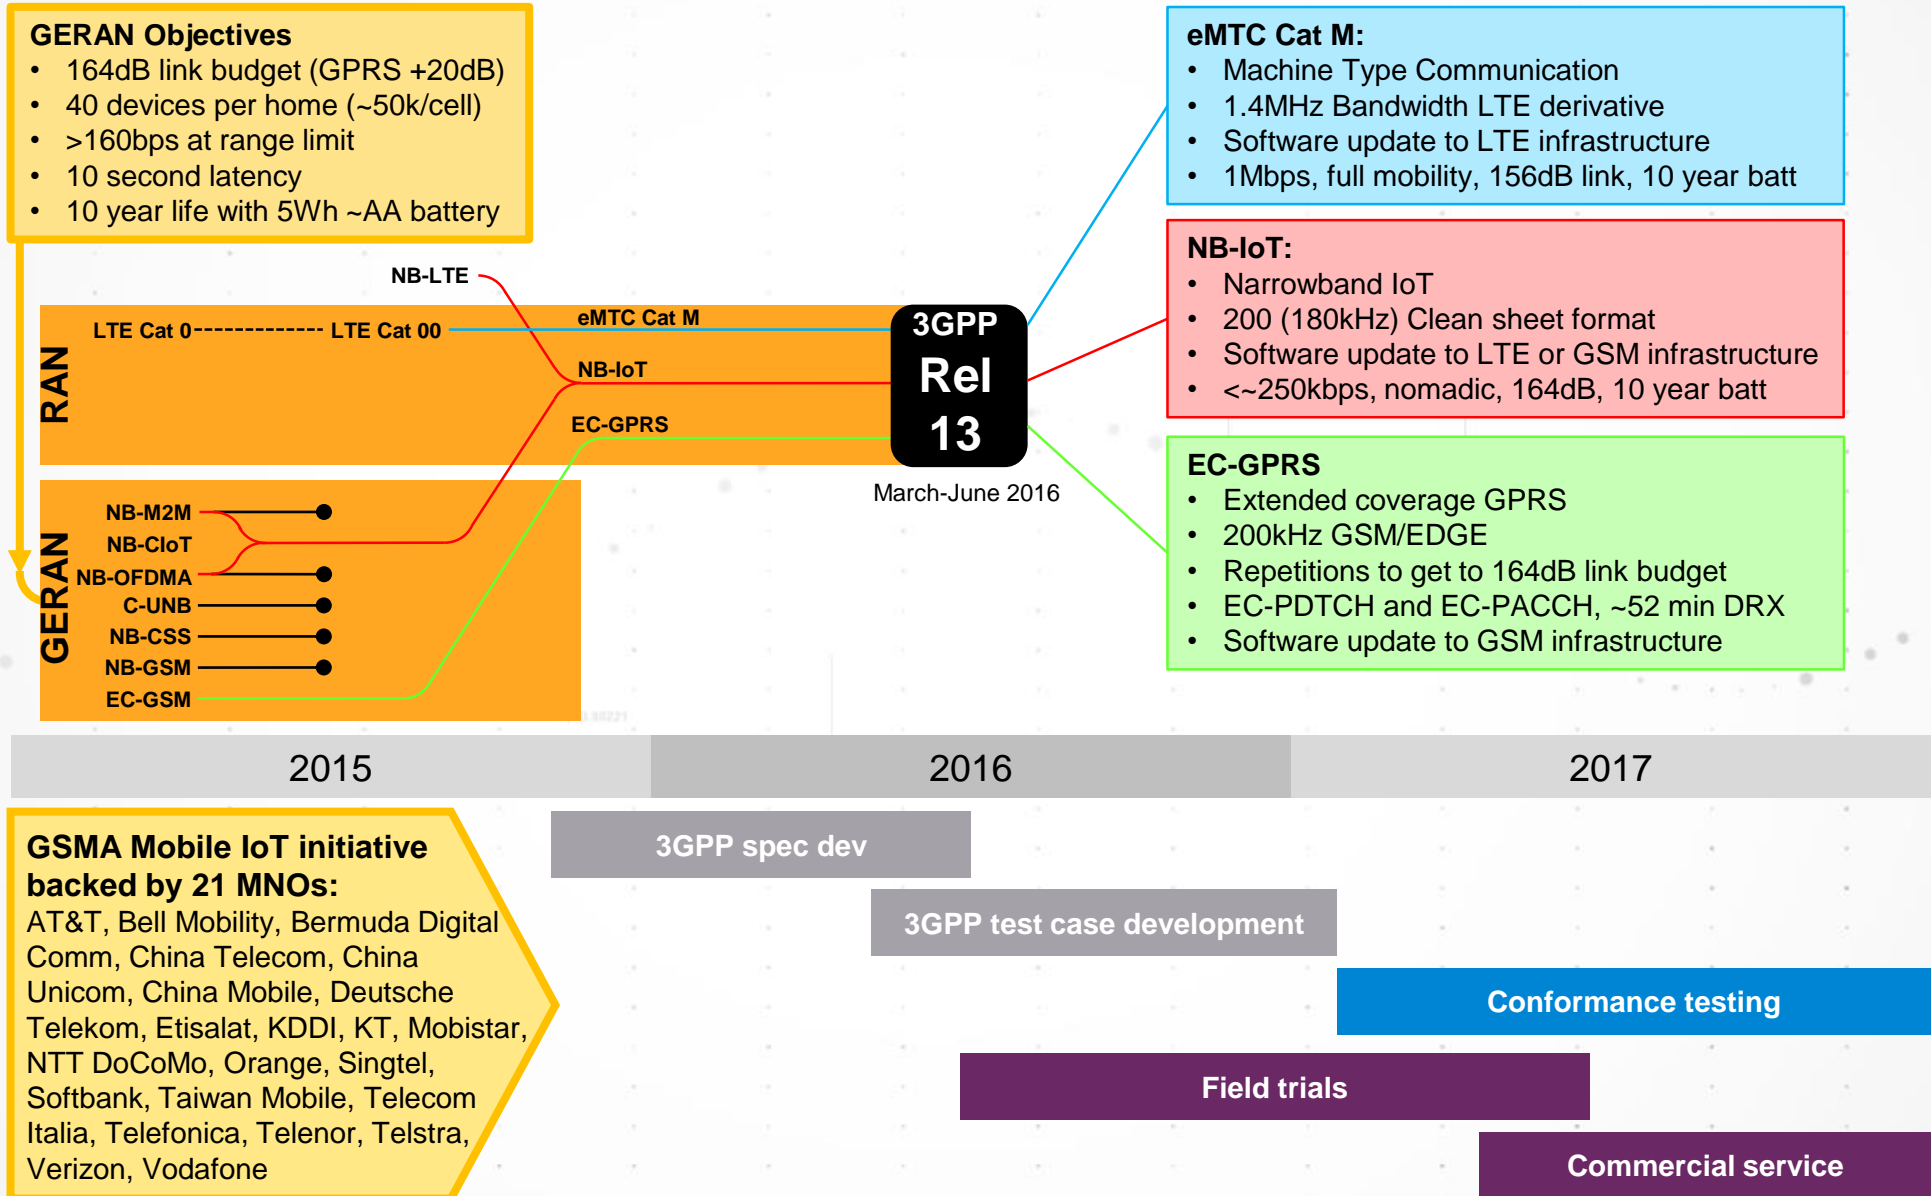 GERAN Objectives
• 164dB link budget (GPRS +20dB)
• 40 devices per home (~50k/cell)
• >160bps at range limit
• 10 second latency
• 10 year life with 5Wh ~AA battery
eMTC Cat M:
• Machine Type Communication
• 1.4MHz Bandwidth LTE derivative
• Software update to LTE infrastructure
• 1Mbps, full mobility, 156dB link, 10 year batt
NB-IoT:
• Narrowband IoT
• 200 (180kHz) Clean sheet format
• Software update to LTE or GSM infrastructure
• <~250kbps, nomadic, 164dB, 10 year batt
EC-GPRS
• Extended coverage GPRS
• 200kHz GSM/EDGE
• Repetitions to get to 164dB link budget
• EC-PDTCH and EC-PACCH, ~52 min DRX
• Software update to GSM infrastructure
NB-LTE
RAN
LTE Cat 0
LTE Cat 00
eMTC Cat M
NB-IoT
EC-GPRS
3GPP
Rel
13
March-June 2016
GERAN
NB-M2M
NB-CIoT
NB-OFDMA
C-UNB
NB-CSS
NB-GSM
EC-GSM
2015
2016
2017
GSMA Mobile IoT initiative
backed by 21 MNOs:
AT&T, Bell Mobility, Bermuda Digital
Comm, China Telecom, China
Unicom, China Mobile, Deutsche
Telekom, Etisalat, KDDI, KT, Mobistar,
NTT DoCoMo, Orange, Singtel,
Softbank, Taiwan Mobile, Telecom
Italia, Telefonica, Telenor, Telstra,
Verizon, Vodafone
3GPP spec dev
3GPP test case development
Conformance testing
Field trials
Commercial service